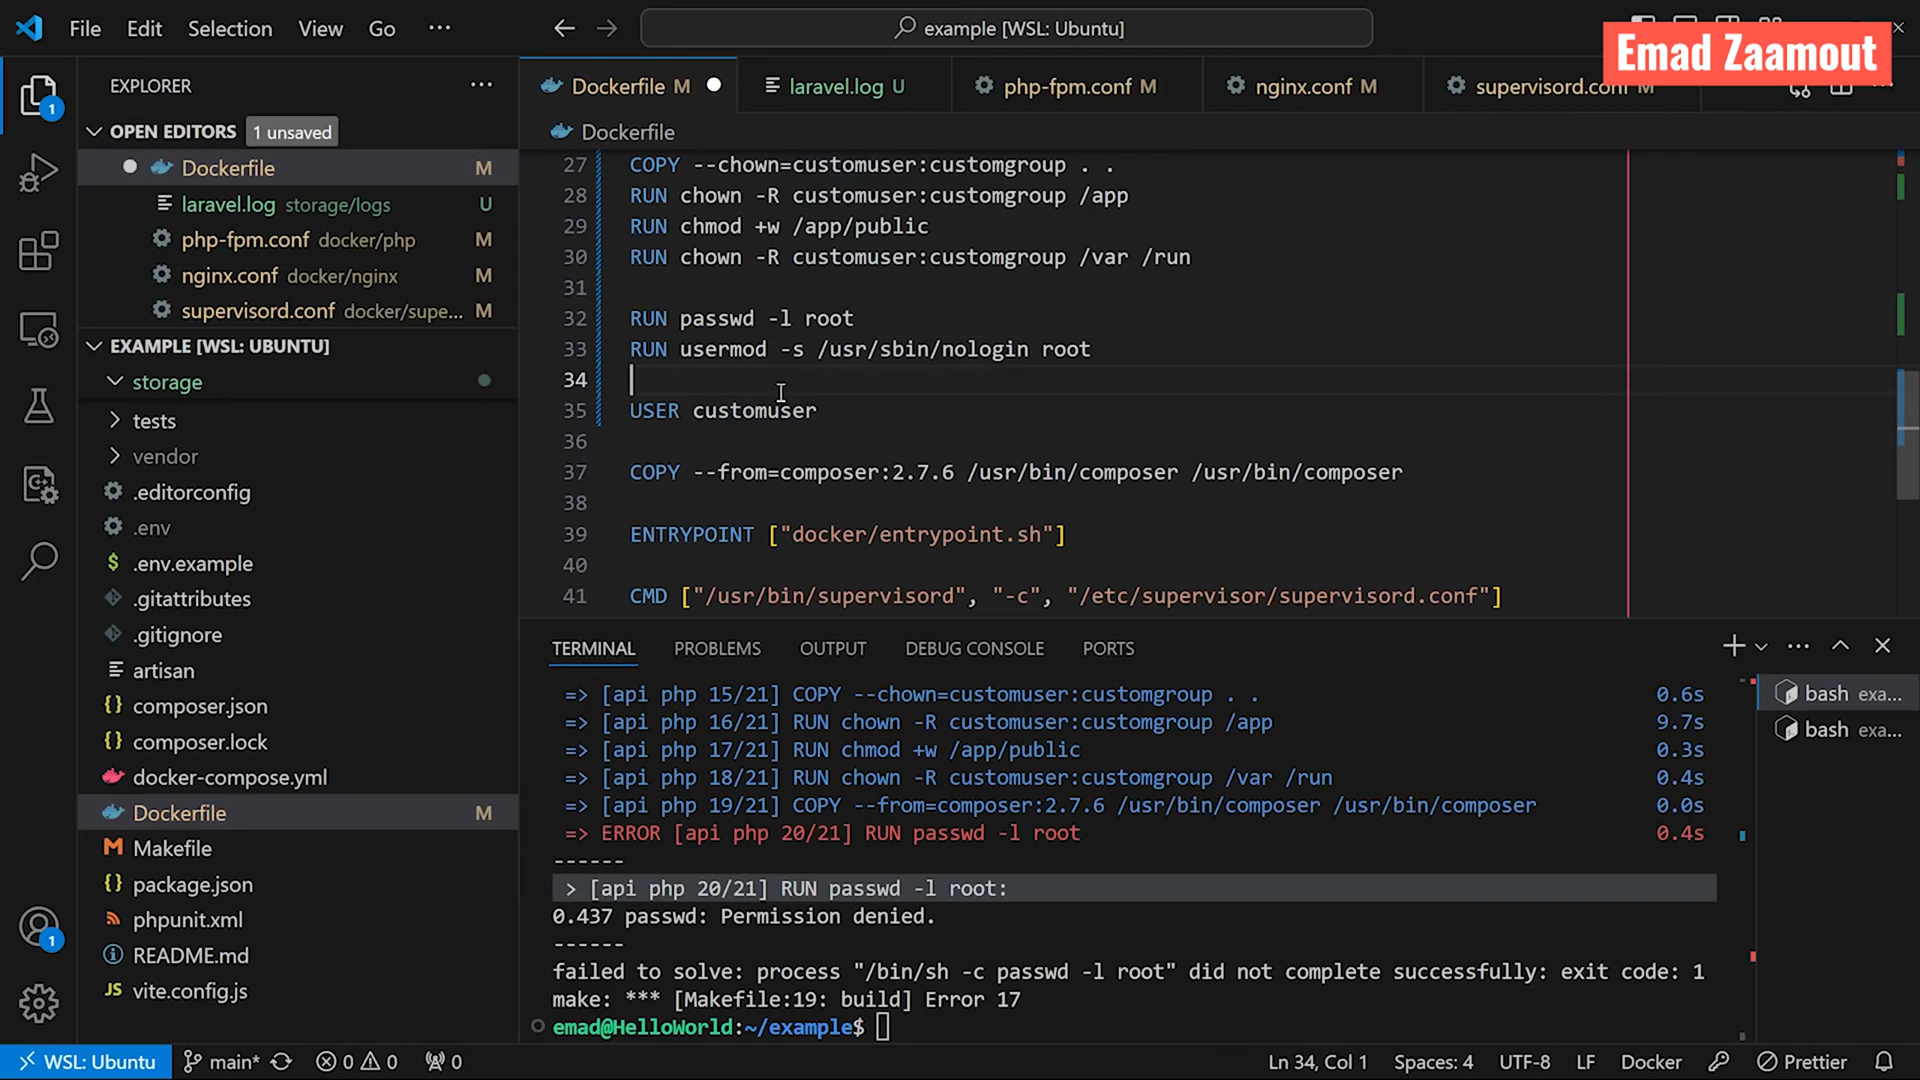 File Edit Selection View Go ··· example [WSL: Ubuntu]
Emad Zaamout
EXPLORER ···
OPEN EDITORS 1 unsaved
Dockerfile M
laravel.log storage/logs U
php-fpm.conf docker/php M
nginx.conf docker/nginx M
supervisord.conf docker/supe... M
EXAMPLE [WSL: UBUNTU]
storage
tests
vendor
.editorconfig
.env
$ .env.example
.gitattributes
.gitignore
artisan
{} composer.json
{} composer.lock
docker-compose.yml
Dockerfile M
M Makefile
{} package.json
phpunit.xml
README.md
JS vite.config.js
1
1
Dockerfile M laravel.log U php-fpm.conf M nginx.conf M supervisord.conf M
Dockerfile
27 COPY --chown=customuser:customgroup . .
28 RUN chown -R customuser:customgroup /app
29 RUN chmod +w /app/public
30 RUN chown -R customuser:customgroup /var /run
31
32 RUN passwd -l root
33 RUN usermod -s /usr/sbin/nologin root
34
35 USER customuser
36
37 COPY --from=composer:2.7.6 /usr/bin/composer /usr/bin/composer
38
39 ENTRYPOINT ["docker/entrypoint.sh"]
40
41 CMD ["/usr/bin/supervisord", "-c", "/etc/supervisor/supervisord.conf"]
TERMINAL PROBLEMS OUTPUT DEBUG CONSOLE PORTS
=> [api php 15/21] COPY --chown=customuser:customgroup . . 0.6s
=> [api php 16/21] RUN chown -R customuser:customgroup /app 9.7s
=> [api php 17/21] RUN chmod +w /app/public 0.3s
=> [api php 18/21] RUN chown -R customuser:customgroup /var /run 0.4s
=> [api php 19/21] COPY --from=composer:2.7.6 /usr/bin/composer /usr/bin/composer 0.0s
=> ERROR [api php 20/21] RUN passwd -l root 0.4s
------
> [api php 20/21] RUN passwd -l root:
0.437 passwd: Permission denied.
------
failed to solve: process "/bin/sh -c passwd -l root" did not complete successfully: exit code: 1
make: *** [Makefile:19: build] Error 17
emad@HelloWorld:~/example$
bash exa...
bash exa...
WSL: Ubuntu main* 0 0 0 Ln 34, Col 1 Spaces: 4 UTF-8 LF Docker Prettier